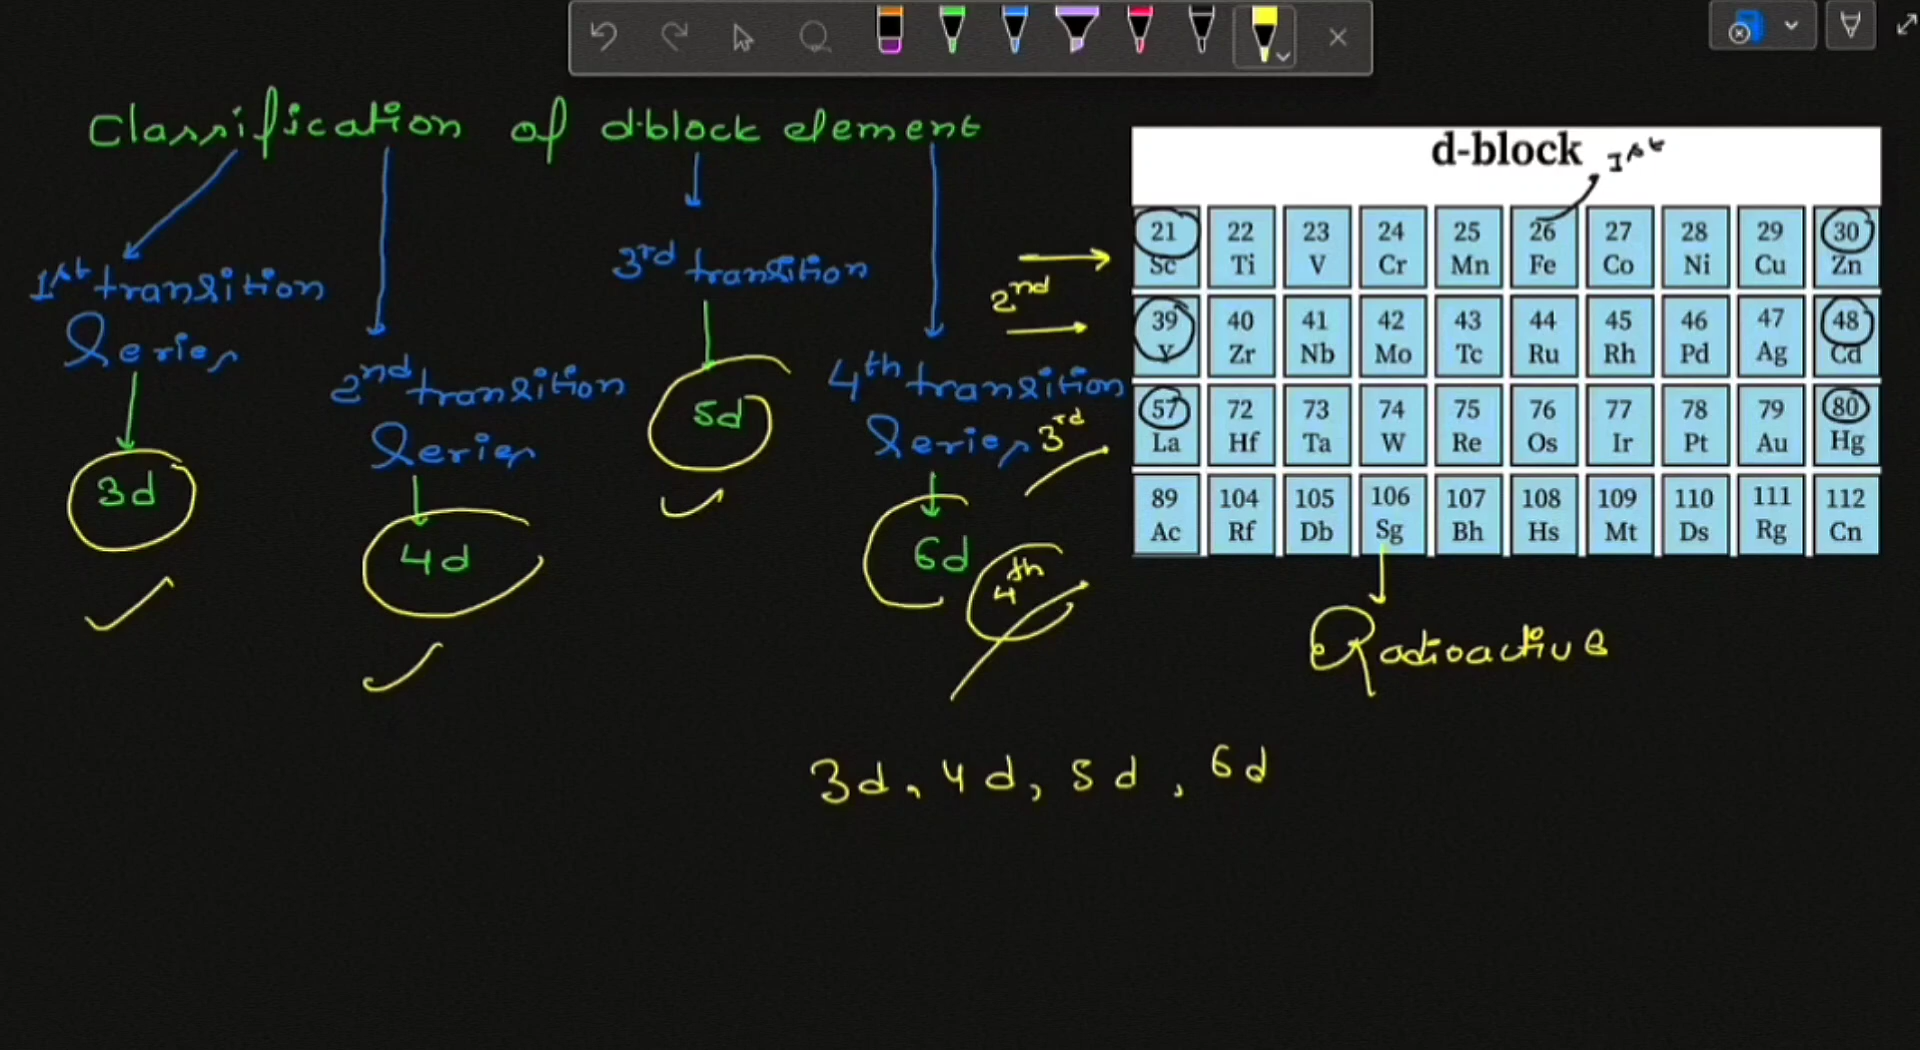 Classification of d-block element
1st transition
Series
3d
2nd transition
Series
4d
3rd transition
5d
4th transition
Series
6d
2nd
3rd
4th
d-block
1st
21 22 23 24 25 26 27 28 29 30
Sc Ti V Cr Mn Fe Co Ni Cu Zn
39 40 41 42 43 44 45 46 47 48
Y Zr Nb Mo Tc Ru Rh Pd Ag Cd
57 72 73 74 75 76 77 78 79 80
La Hf Ta W Re Os Ir Pt Au Hg
89 104 105 106 107 108 109 110 111 112
Ac Rf Db Sg Bh Hs Mt Ds Rg Cn
Radioactive
3d, 4d, 5d, 6d